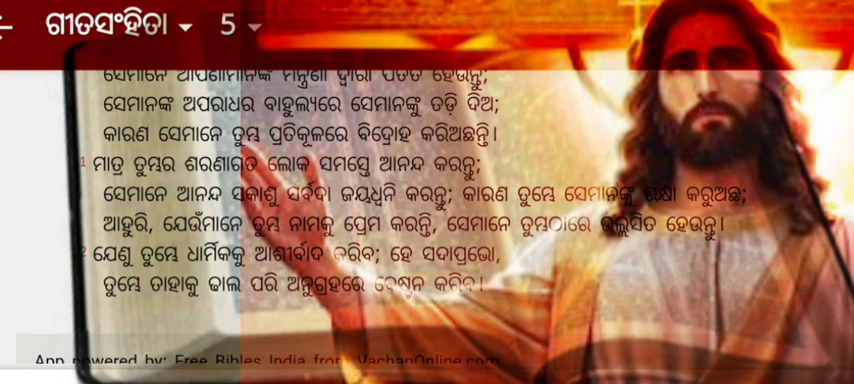 ଗୀତସଂହିତା 5
ସେମାନେ ଆପଣାମାନଙ୍କ ମନ୍ତ୍ରଣା ଦ୍ୱାରା ପତିତ ହେଉନ୍ତୁ;
ସେମାନଙ୍କ ଅପରାଧର ବାହୁଲ୍ୟରେ ସେମାନଙ୍କୁ ତଡ଼ି ଦିଅ;
କାରଣ ସେମାନେ ତୁମ୍ଭ ପ୍ରତିକୂଳରେ ବିଦ୍ରୋହ କରିଅଛନ୍ତି।
1 ମାତ୍ର ତୁମ୍ଭର ଶରଣାଗତ ଲୋକ ସମସ୍ତେ ଆନନ୍ଦ କରନ୍ତୁ;
ସେମାନେ ଆନନ୍ଦ ସକାଶୁ ସର୍ବଦା ଜୟଧ୍ୱନି କରନ୍ତୁ; କାରଣ ତୁମ୍ଭେ ସେମାନଙ୍କୁ ରକ୍ଷା କରୁଅଛ;
ଆହୁରି, ଯେଉଁମାନେ ତୁମ୍ଭ ନାମକୁ ପ୍ରେମ କରନ୍ତି, ସେମାନେ ତୁମ୍ଭଠାରେ ଉଲ୍ଲସିତ ହେଉନ୍ତୁ।
2 ଯେଣୁ ତୁମ୍ଭେ ଧାର୍ମିକକୁ ଆଶୀର୍ବାଦ କରିବ; ହେ ସଦାପ୍ରଭୋ,
ତୁମ୍ଭେ ତାହାକୁ ଢାଲ ପରି ଅନୁଗ୍ରହରେ ବେଷ୍ଟନ କରିବ।
App powered by: Free Bibles India from VachanOnline.com